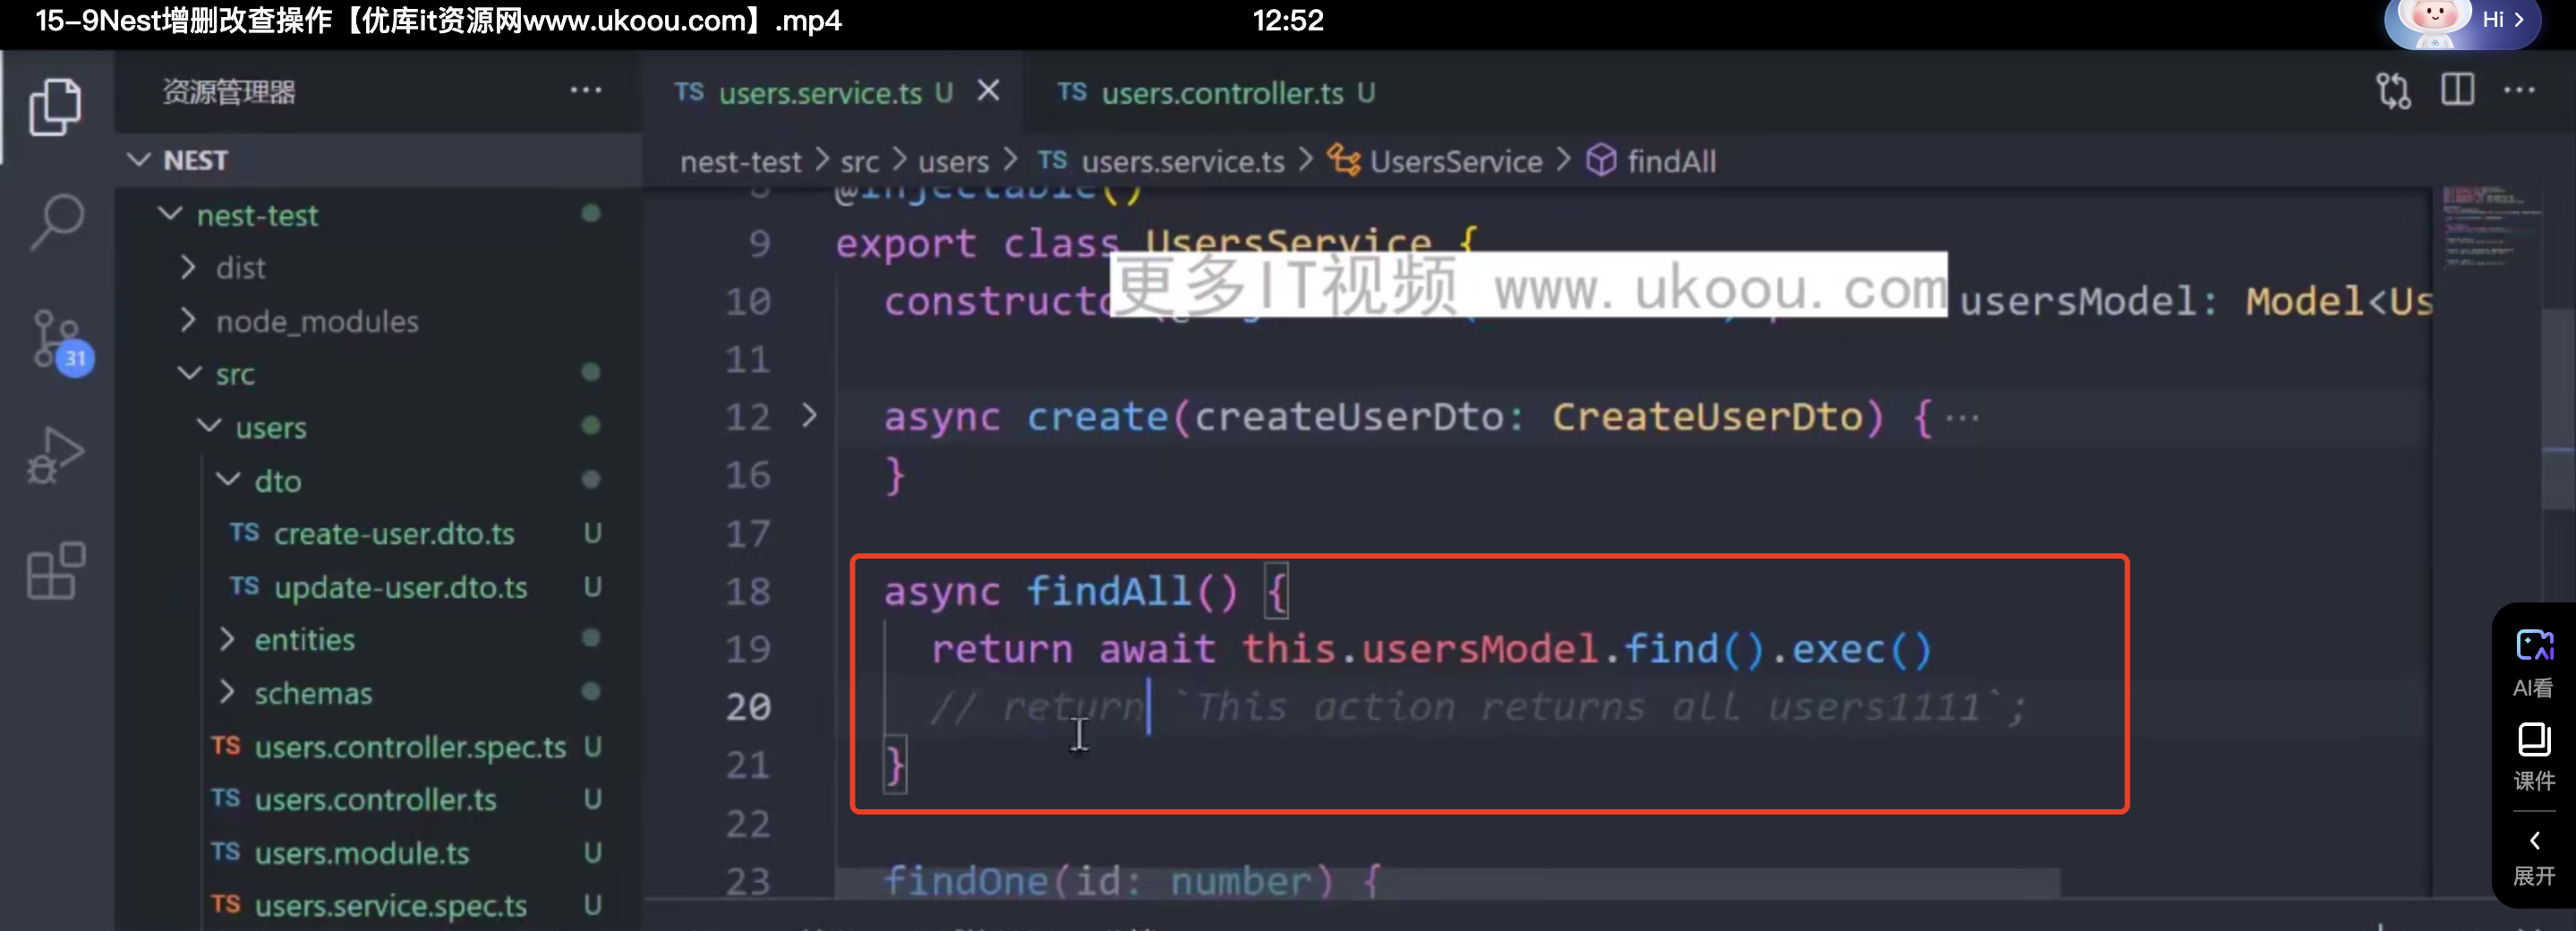 15-9Nest增删改查操作【优库it资源网www.ukoou.com】.mp4
12:52
Hi >
资源管理器
TS users.service.ts U
TS users.controller.ts U
NEST
nest-test > src > users > TS users.service.ts > UsersService > findAll
nest-test
dist
node_modules
31
src
users
dto
TS create-user.dto.ts U
TS update-user.dto.ts U
entities
schemas
TS users.controller.spec.ts U
TS users.controller.ts U
TS users.module.ts U
TS users.service.spec.ts U
@Injectable()
9 export class UsersService {
更多IT视频 www.ukoou.com
10 usersModel: Model<Us
11
12 > async create(createUserDto: CreateUserDto) {···
16 }
17
18 async findAll() {
19 return await this.usersModel.find().exec()
20 // return `This action returns all users1111`;
21 }
22
23 findOne(id: number) {
AI看
课件
展开